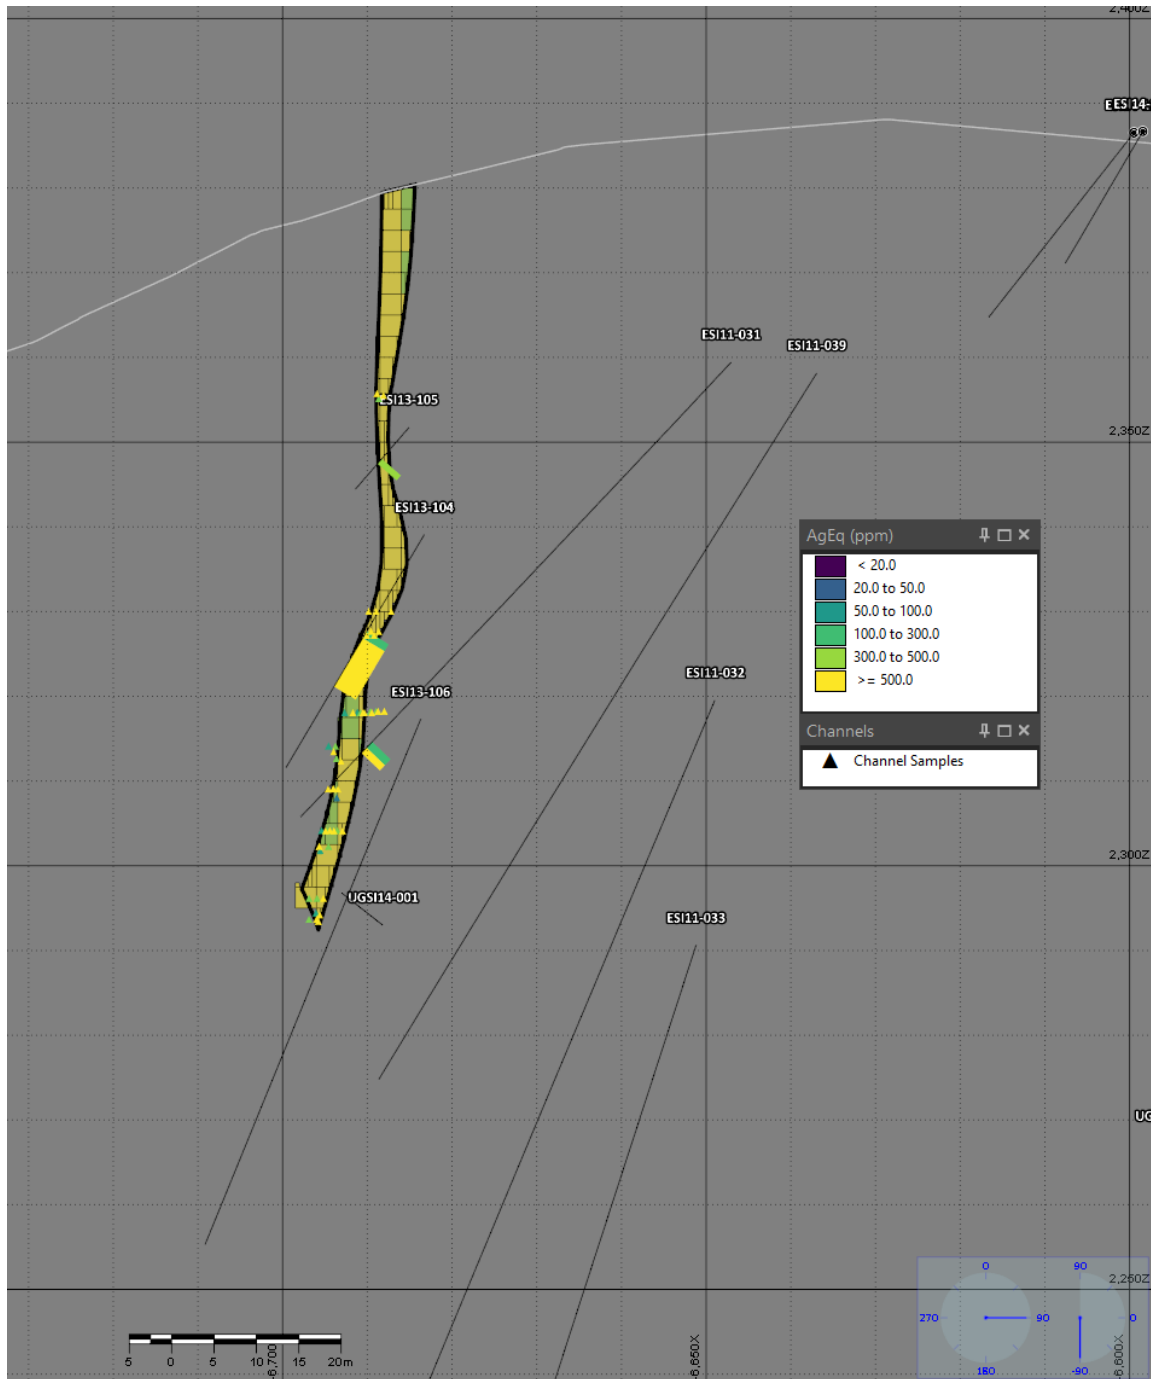 2,400Z
ESI14-
ESI11-031
ESI11-039
ESI13-105
2,350Z
ESI13-104
AgEq (ppm)
< 20.0
20.0 to 50.0
50.0 to 100.0
100.0 to 300.0
300.0 to 500.0
>= 500.0
ESI11-032
ESI13-106
Channels
Channel Samples
2,300Z
UGSI14-001
ESI11-033
UG
0
90
2,250Z
270
90
0
180
-90
5
0
5
10
15
20m
-6,700
-6,650X
-6,600X